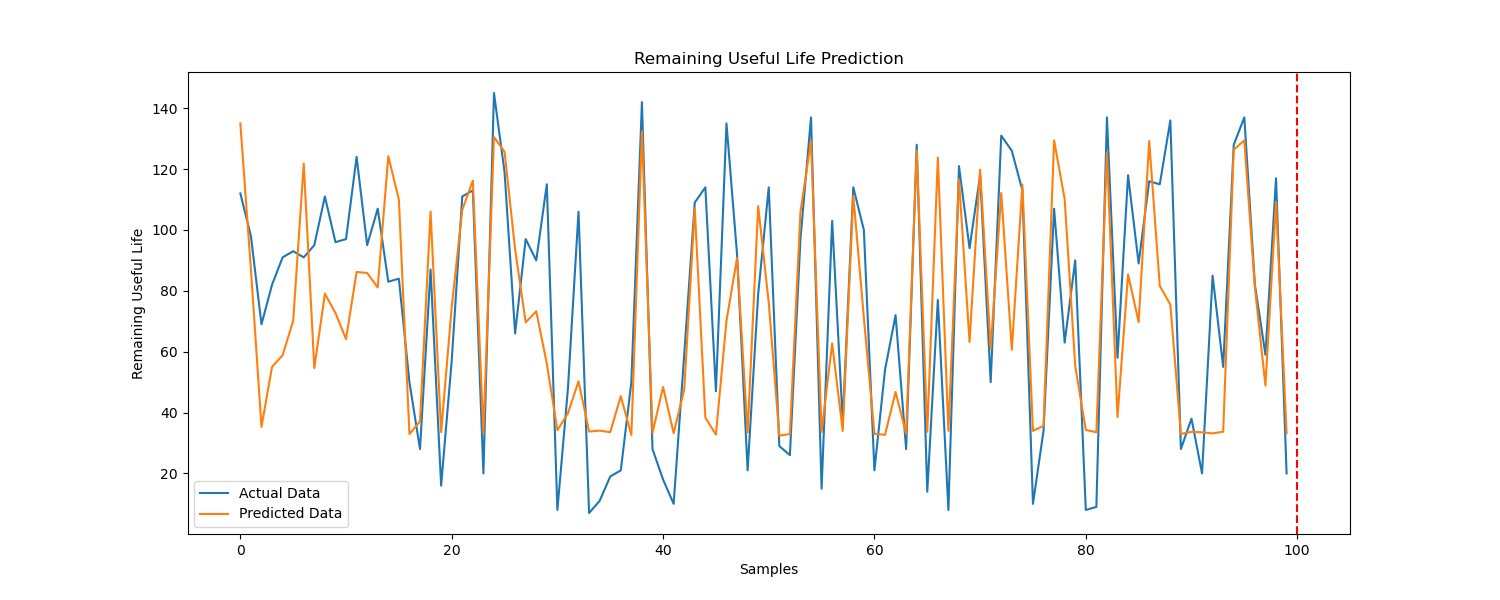 Remaining Useful Life Prediction
Remaining Useful Life
140
120
100
80
60
40
20
Actual Data
Predicted Data
0 20 40 60 80 100
Samples